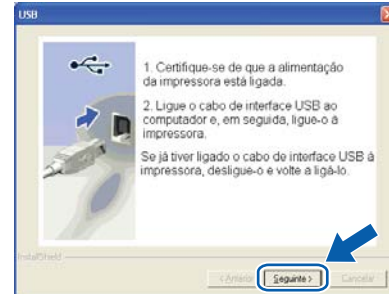 USB
1. Certifique-se de que a alimentação
da impressora está ligada.
2. Ligue o cabo de interface USB ao
computador e, em seguida, ligue-o à
impressora.
Se já tiver ligado o cabo de interface USB à
impressora, desligue-o e volte a ligá-lo.
InstallShield
< Anterior Seguinte > Cancelar